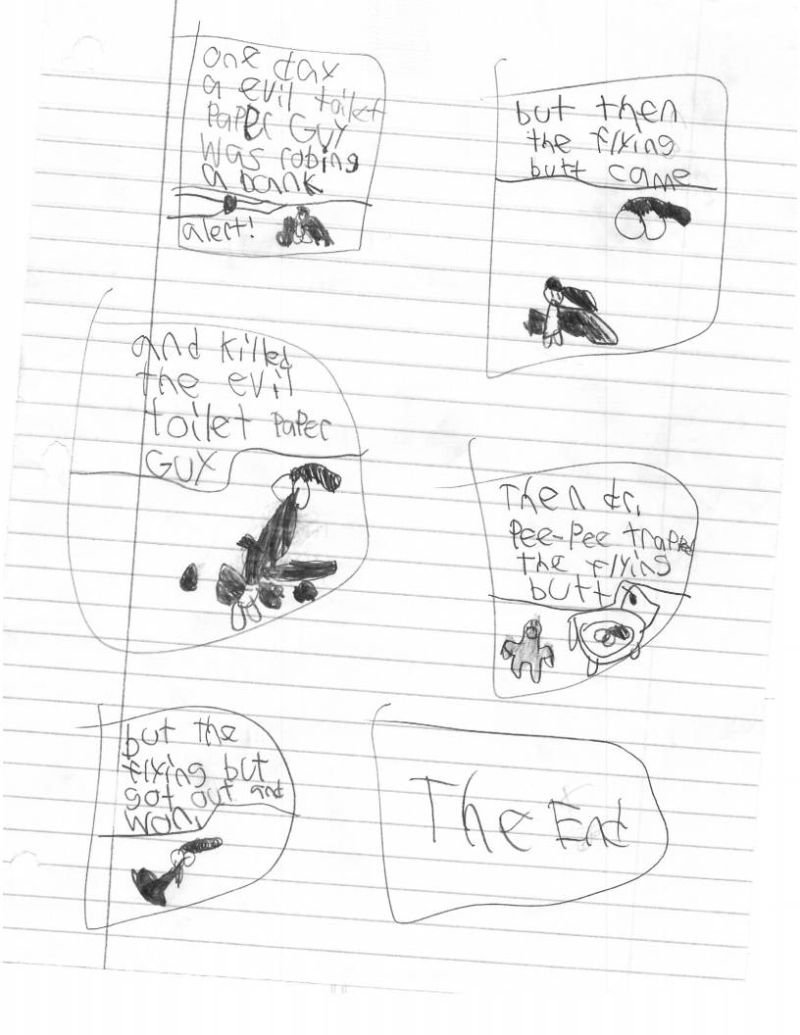 one day
a evil toilet
paper Guy
was robing
a bank
alert!
but then
the flying
butt came
and killed
the evil
toilet paper
GUY
Then dr.
Pee-Pee trapped
the flying
butt
but the
flying but
got out and
won.
The End